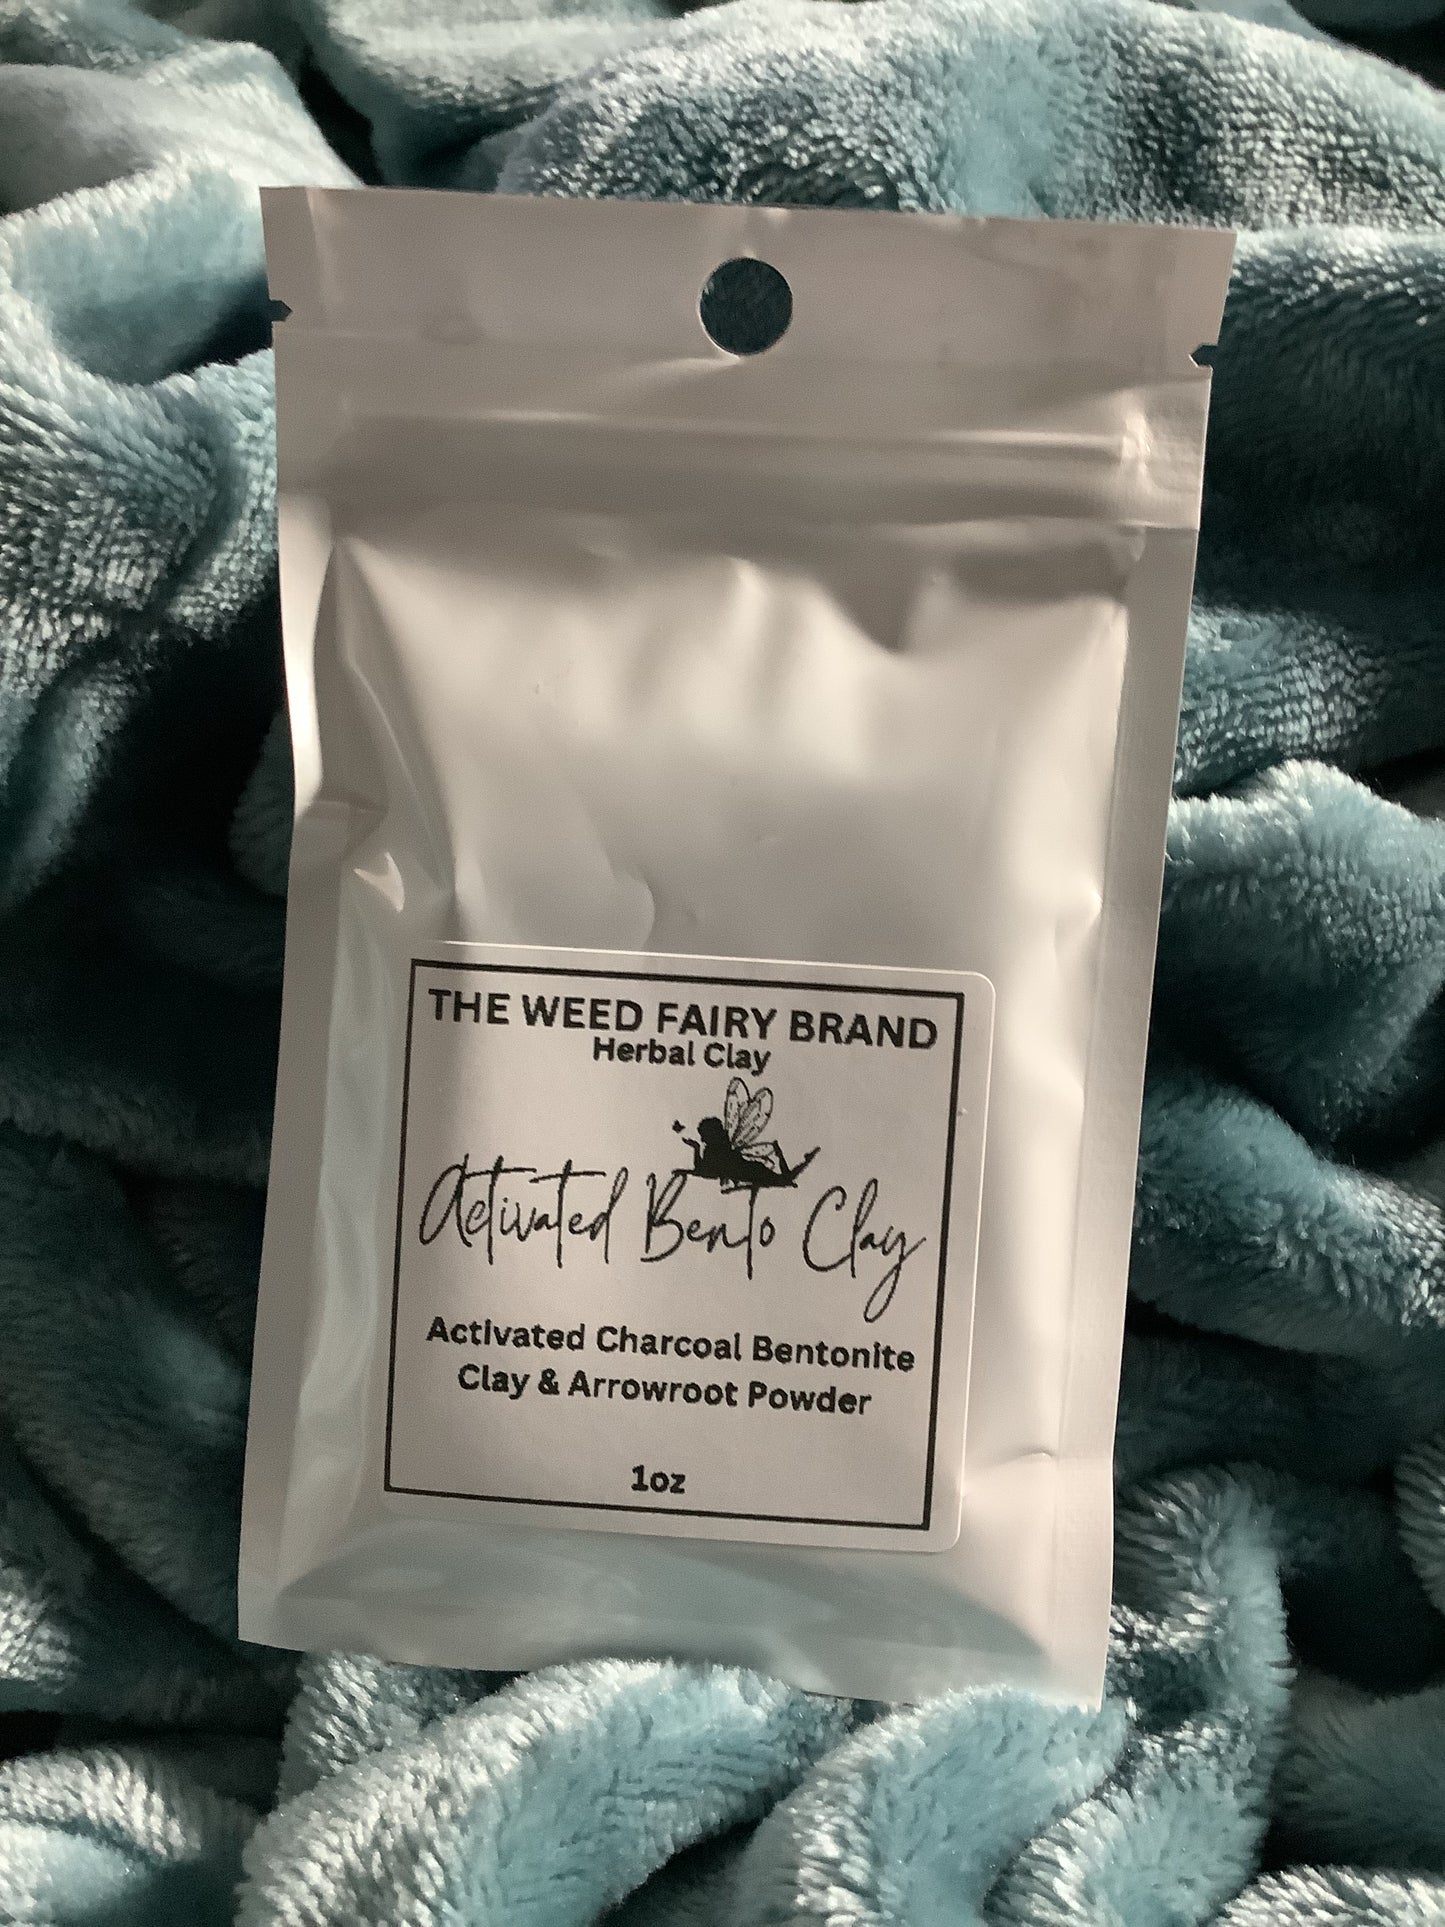 THE WEED FAIRY BRAND
Herbal Clay
Activated Bento Clay
Activated Charcoal Bentonite
Clay & Arrowroot Powder
1oz